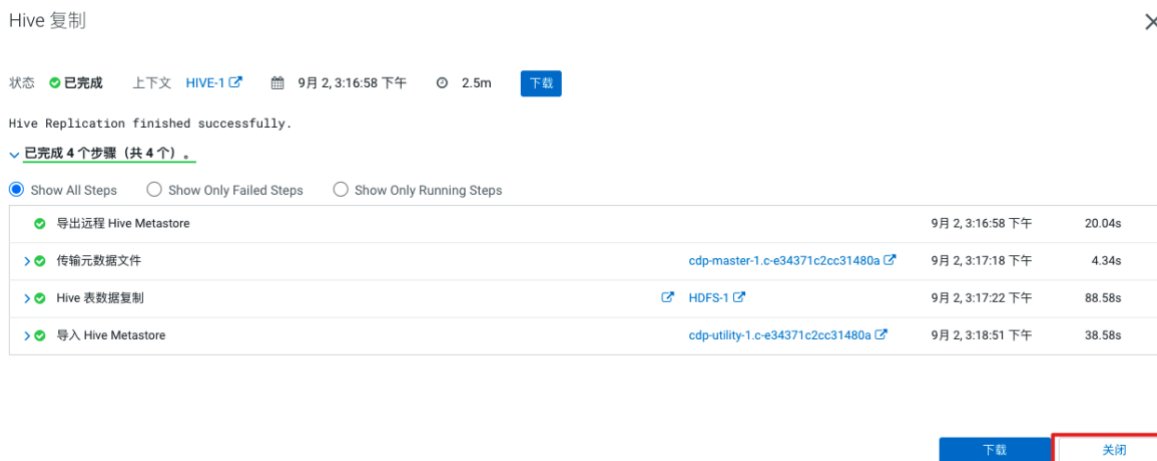 Hive 复制
状态 已完成 上下文 HIVE-1 9月 2, 3:16:58 下午 2.5m 下载
Hive Replication finished successfully.
已完成 4 个步骤（共 4 个）。
Show All Steps Show Only Failed Steps Show Only Running Steps
导出远程 Hive Metastore 9月 2, 3:16:58 下午 20.04s
传输元数据文件 cdp-master-1.c-e34371c2cc31480a 9月 2, 3:17:18 下午 4.34s
Hive 表数据复制 HDFS-1 9月 2, 3:17:22 下午 88.58s
导入 Hive Metastore cdp-utility-1.c-e34371c2cc31480a 9月 2, 3:18:51 下午 38.58s
下载 关闭